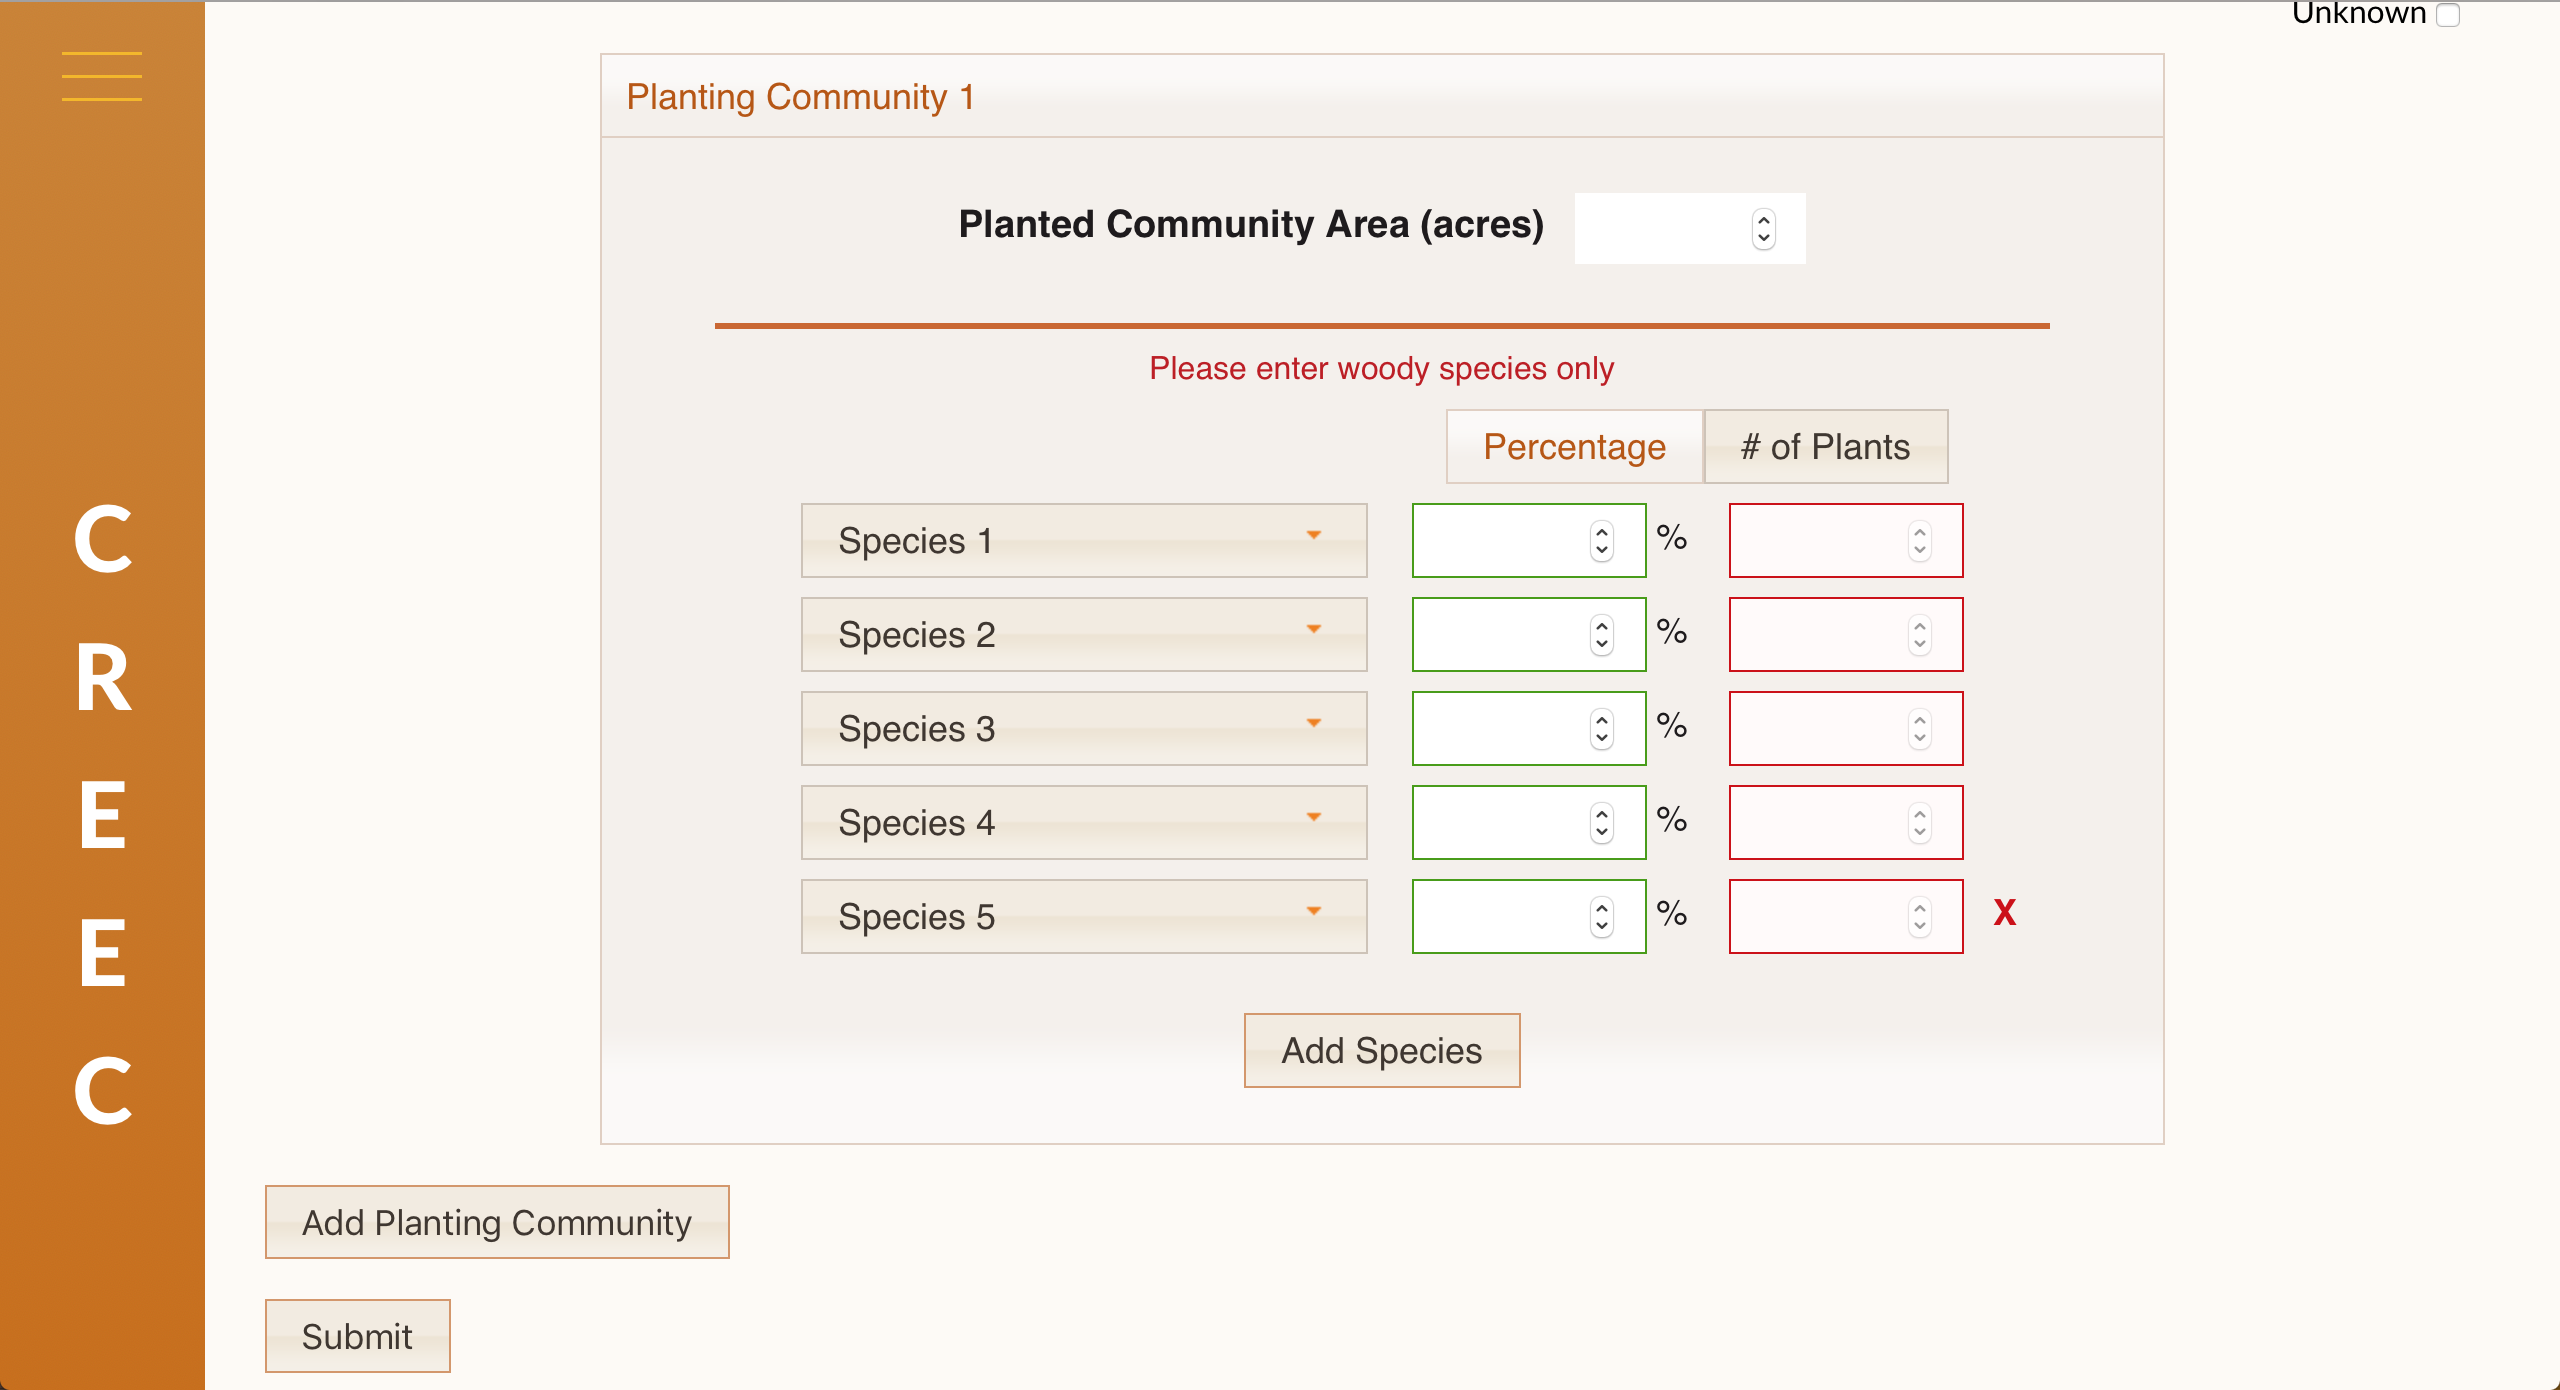 Unknown
Planting Community 1
Planted Community Area (acres)
Please enter woody species only
Percentage # of Plants
Species 1 %
Species 2 %
Species 3 %
Species 4 %
Species 5 % X
Add Species
Add Planting Community
Submit
C
R
E
E
C